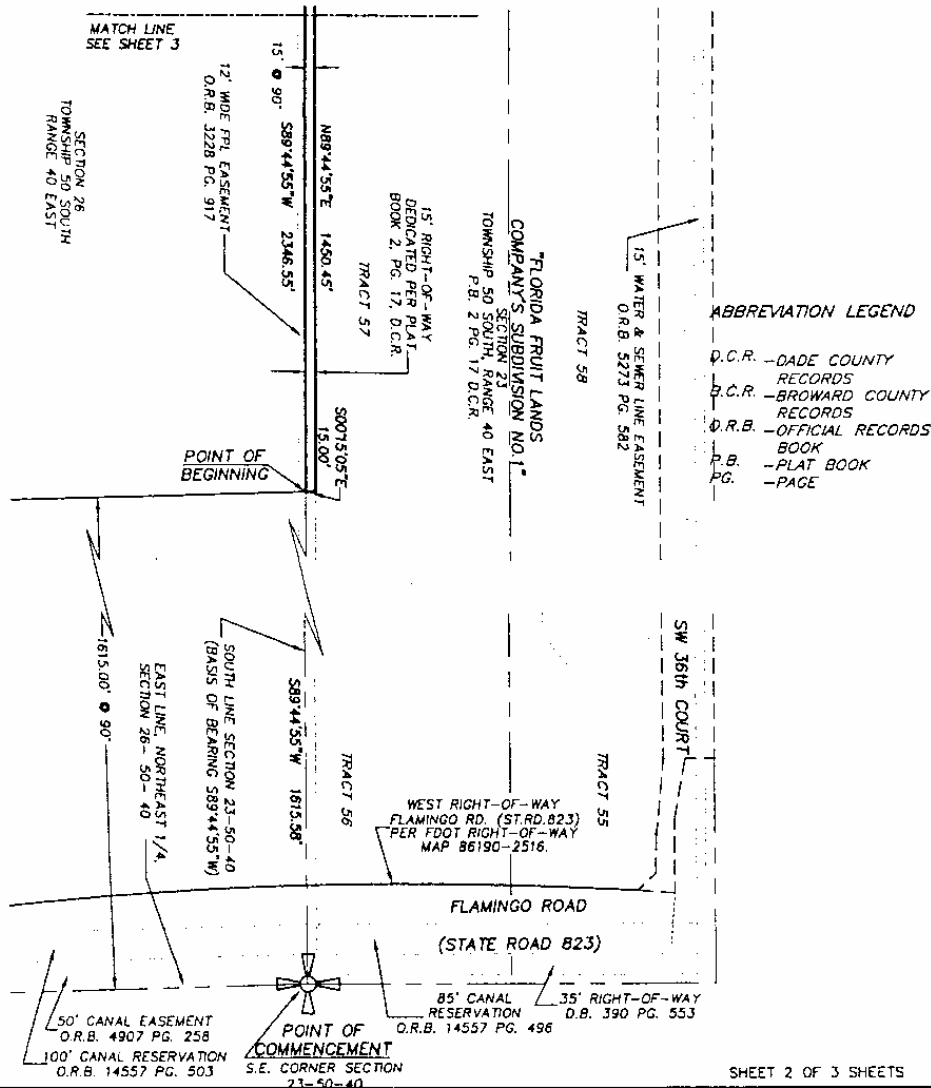 MATCH LINE
SEE SHEET 3
SECTION 26
TOWNSHIP 50 SOUTH
RANGE 40 EAST
12' WIDE FPL EASEMENT
O.R.B. 3228 PG. 917
15' @ 90°
S89°44'55"W 2346.55'
N89°44'55"E 1450.45'
15' RIGHT-OF-WAY
DEDICATED PER PLAT
BOOK 2, PG. 17, D.C.R.
TRACT 57
"FLORIDA FRUIT LANDS
COMPANY'S SUBDIVISION NO.1"
SECTION 23
TOWNSHIP 50 SOUTH, RANGE 40 EAST
P.B. 2 PG. 17 D.C.R.
TRACT 58
15' WATER & SEWER LINE EASEMENT
O.R.B. 5273 PG. 582
ABBREVIATION LEGEND
D.C.R. -DADE COUNTY
RECORDS
B.C.R. -BROWARD COUNTY
RECORDS
O.R.B. -OFFICIAL RECORDS
BOOK
P.B. -PLAT BOOK
PG. -PAGE
POINT OF
BEGINNING
S00°15'05"E
15.00'
1615.00' @ 90°
EAST LINE, NORTHEAST 1/4,
SECTION 26- 50- 40
SOUTH LINE SECTION 23-50-40
(BASIS OF BEARING S89°44'55"W)
S89°44'55"W 1615.58'
TRACT 56
TRACT 55
SW 36th COURT
WEST RIGHT-OF-WAY
FLAMINGO RD. (ST.RD.823)
PER FDOT RIGHT-OF-WAY
MAP 86190-2516.
FLAMINGO ROAD
(STATE ROAD 823)
50' CANAL EASEMENT
O.R.B. 4907 PG. 258
100' CANAL RESERVATION
O.R.B. 14557 PG. 503
POINT OF
COMMENCEMENT
S.E. CORNER SECTION
23-50-40
85' CANAL
RESERVATION
O.R.B. 14557 PG. 496
35' RIGHT-OF-WAY
D.B. 390 PG. 553
SHEET 2 OF 3 SHEETS